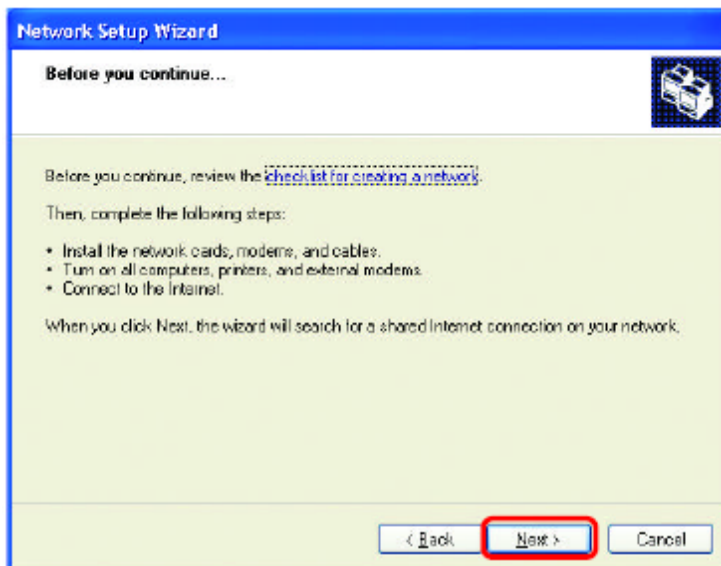 Network Setup Wizard
Before you continue...
Before you continue, review the checklist for creating a network.
Then, complete the following steps:
• Install the network cards, modems, and cables.
• Turn on all computers, printers, and external modems.
• Connect to the Internet.
When you click Next, the wizard will search for a shared Internet connection on your network.
< Back Next > Cancel